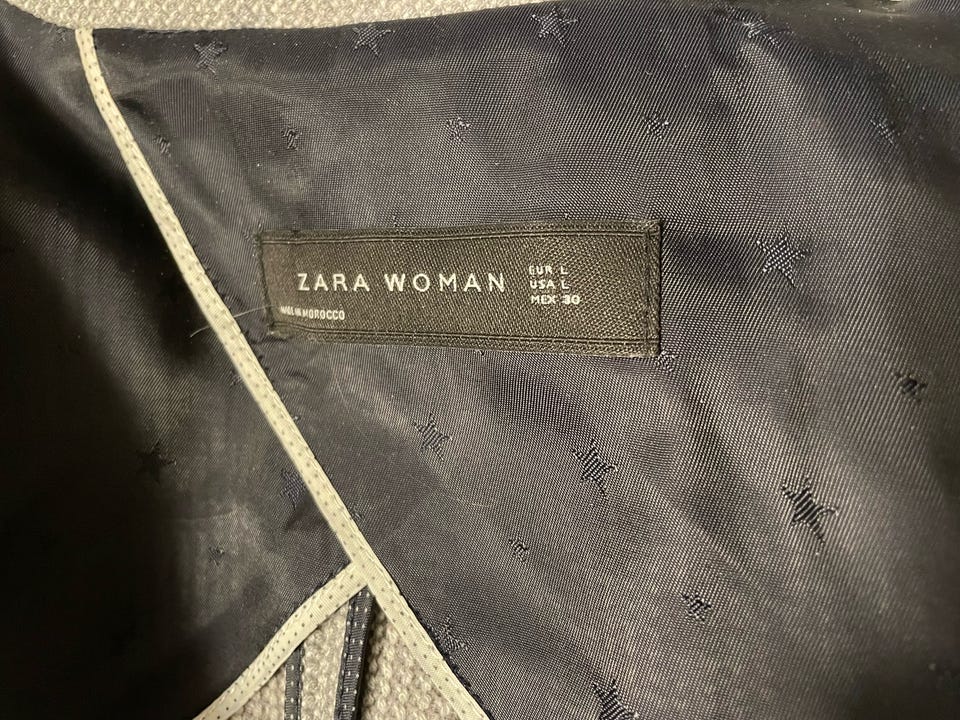 ZARA WOMAN
EUR L
USA L
MEX 30
MADE IN MOROCCO